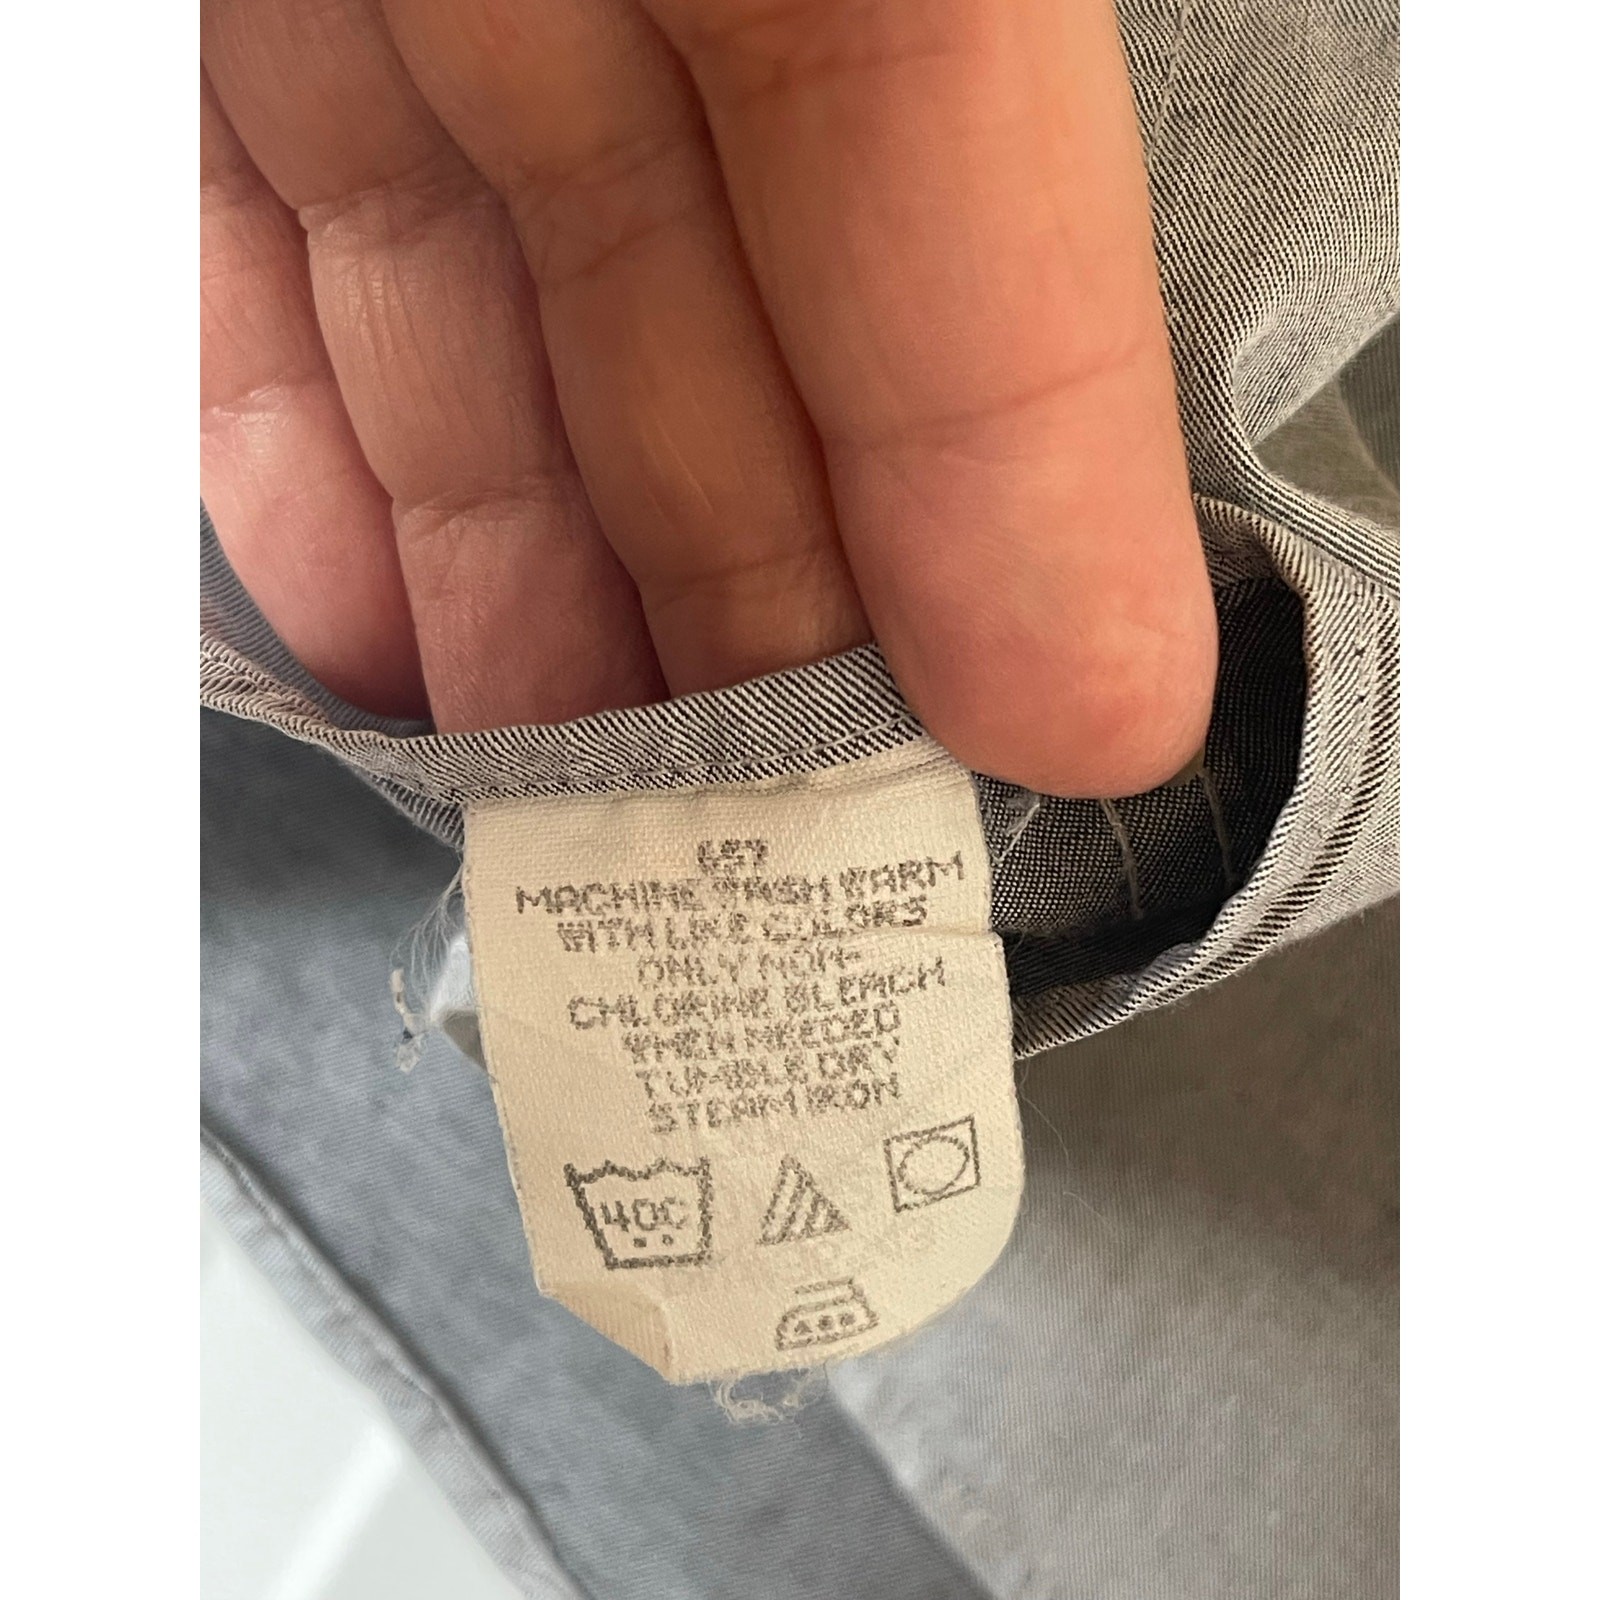 MACHINE WASH WARM
WITH LIKE COLORS
ONLY NON-
CHLORINE BLEACH
WHEN NEEDED
TUMBLE DRY
STEAM IRON
40C